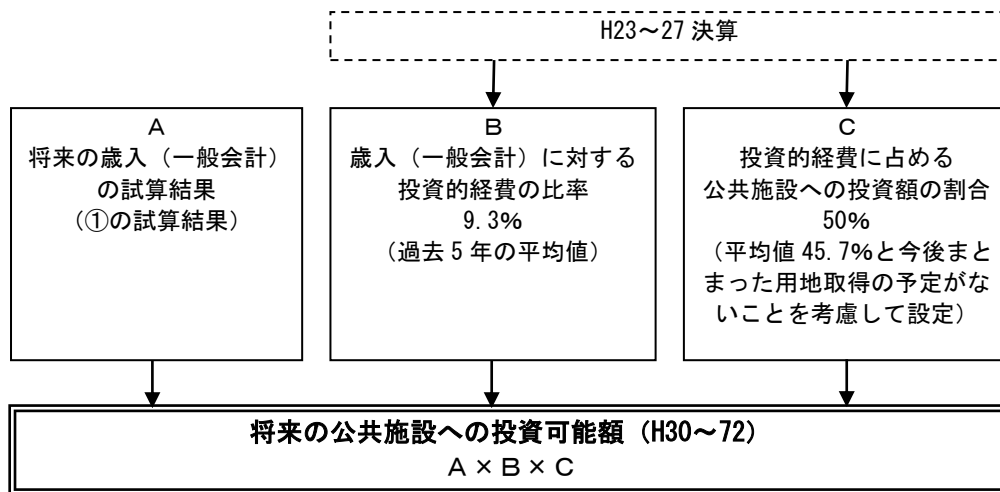 H23～27 決算
A
将来の歳入（一般会計）
の試算結果
（①の試算結果）
B
歳入（一般会計）に対する
投資的経費の比率
9.3%
（過去 5 年の平均値）
C
投資的経費に占める
公共施設への投資額の割合
50%
（平均値 45.7%と今後まと
まった用地取得の予定がな
いことを考慮して設定）
将来の公共施設への投資可能額（H30～72）
A × B × C